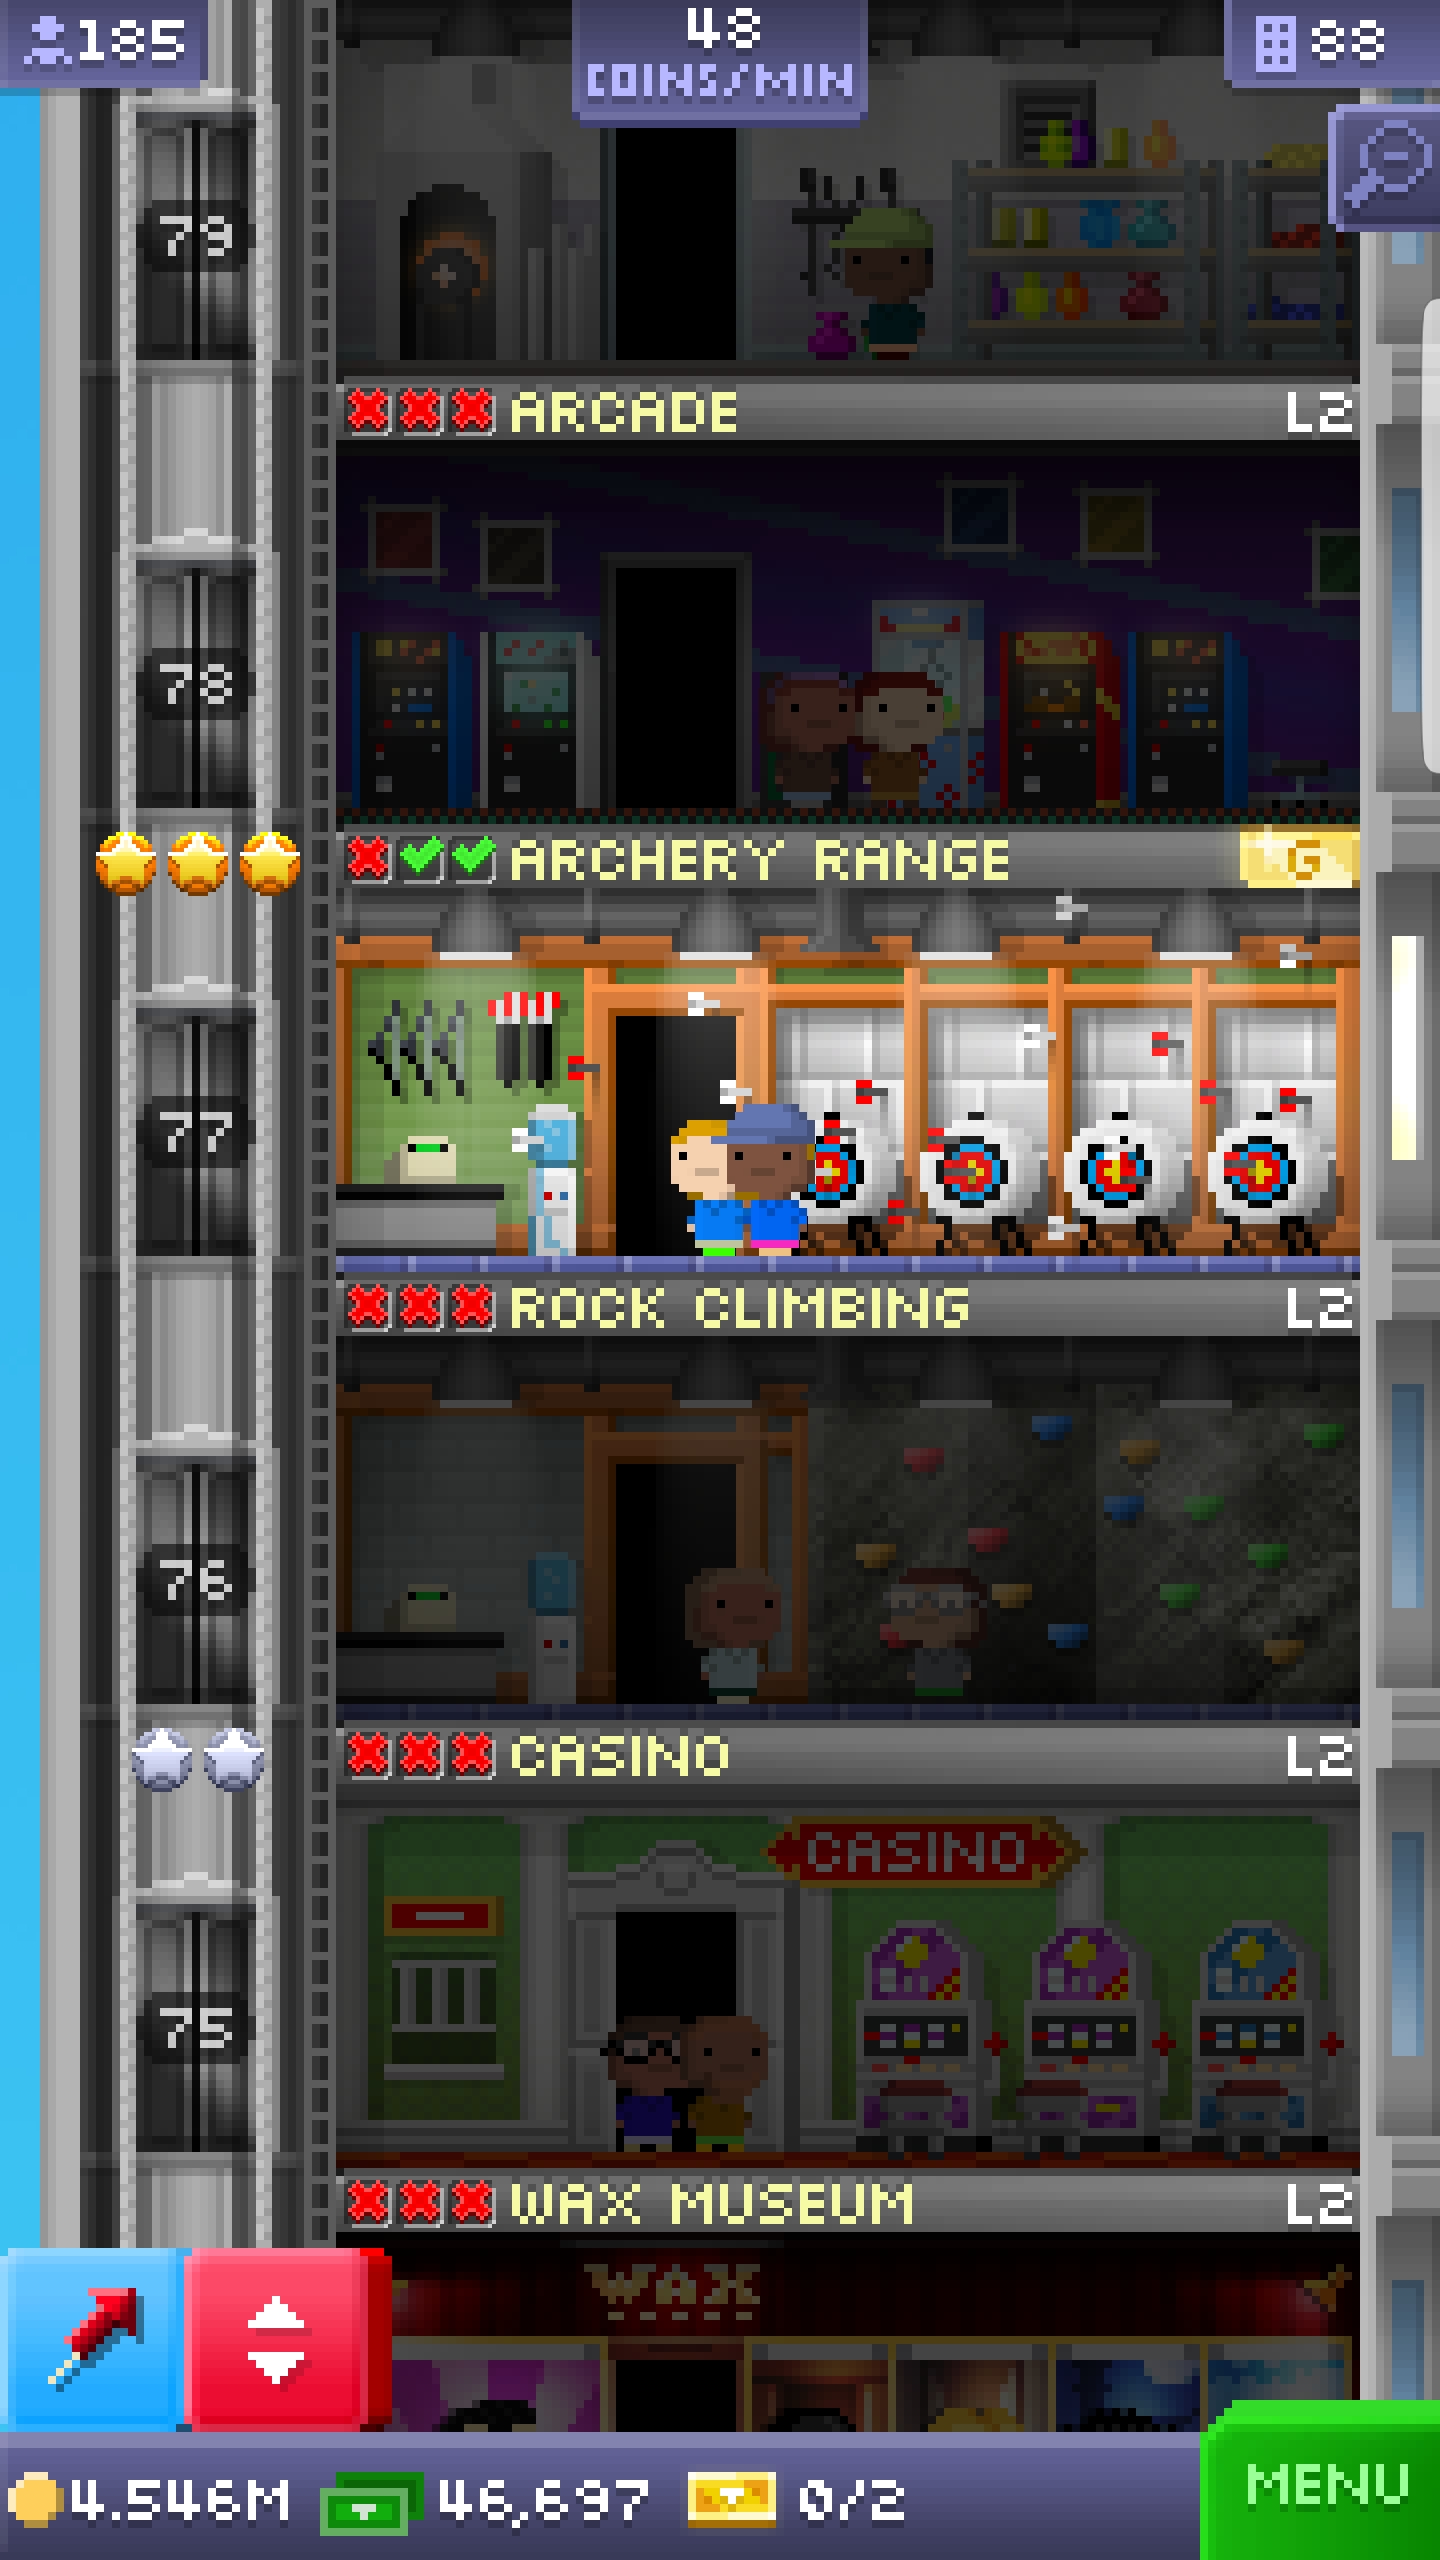 185
48
COINS/MIN
88
79
ARCADE
L2
78
ARCHERY RANGE
G
77
ROCK CLIMBING
L2
76
CASINO
L2
CASINO
75
WAX MUSEUM
L2
WAX
4.546M
46,697
0/2
MENU